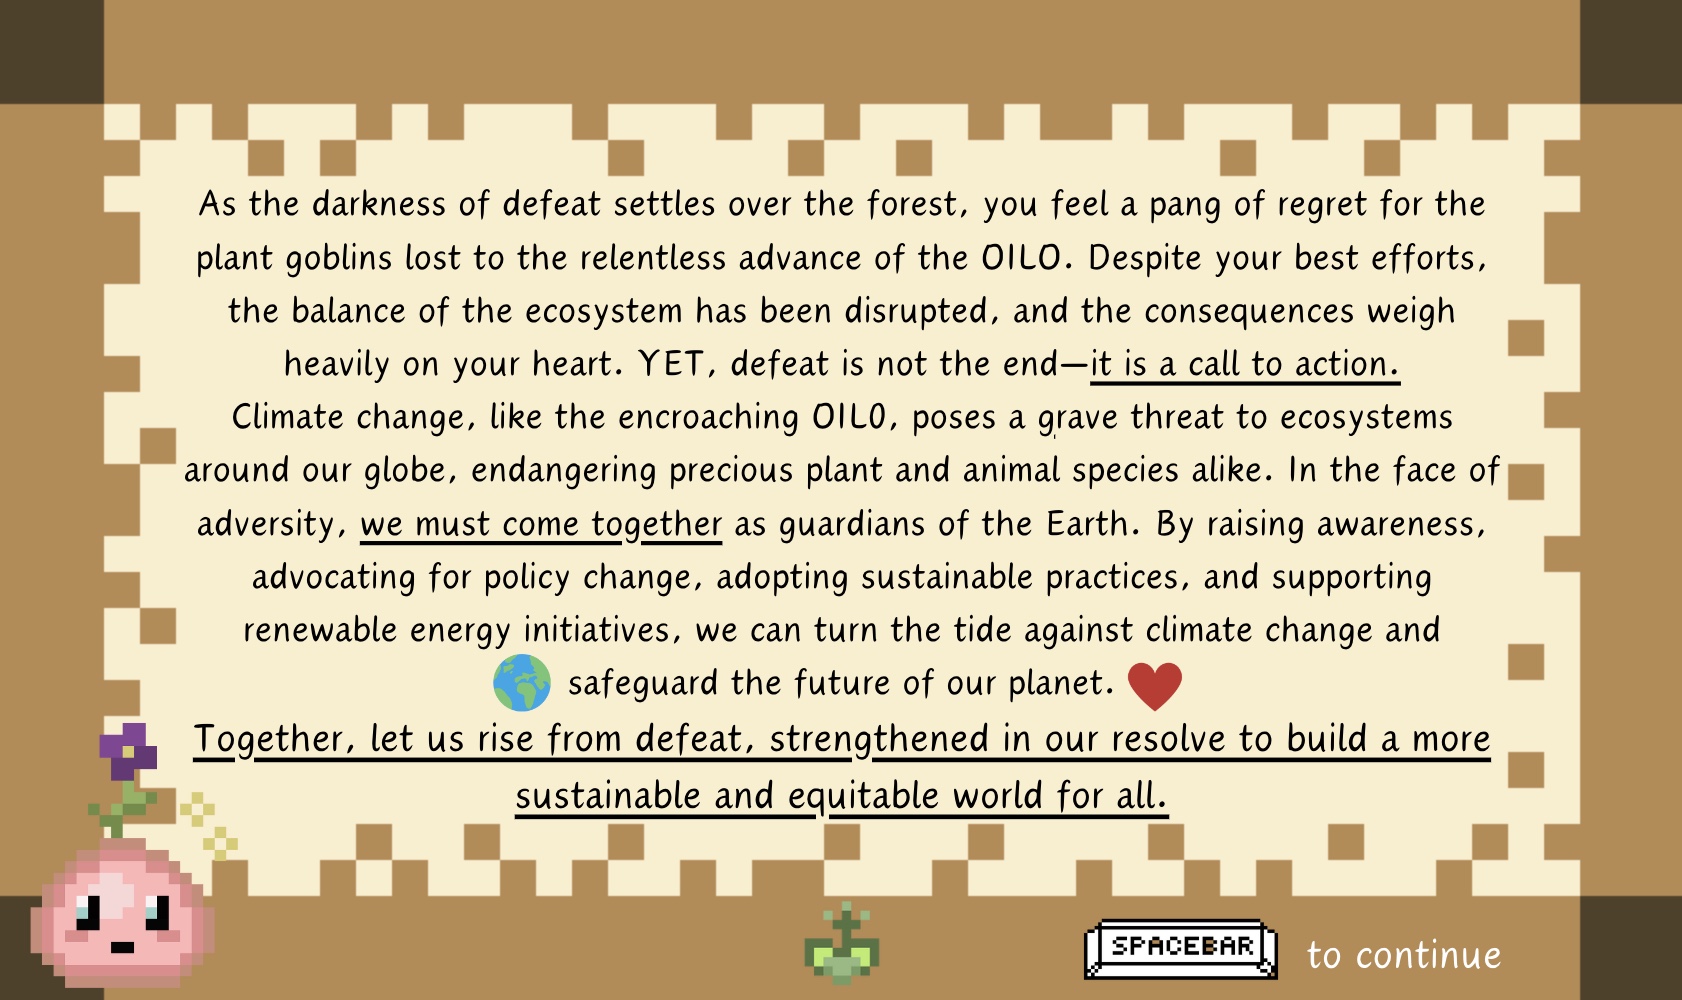 As the darkness of defeat settles over the forest, you feel a pang of regret for the
plant goblins lost to the relentless advance of the OILO. Despite your best efforts,
the balance of the ecosystem has been disrupted, and the consequences weigh
heavily on your heart. YET, defeat is not the end—it is a call to action.
Climate change, like the encroaching OIL0, poses a grave threat to ecosystems
around our globe, endangering precious plant and animal species alike. In the face of
adversity, we must come together as guardians of the Earth. By raising awareness,
advocating for policy change, adopting sustainable practices, and supporting
renewable energy initiatives, we can turn the tide against climate change and
🌎 safeguard the future of our planet. ❤️
Together, let us rise from defeat, strengthened in our resolve to build a more
sustainable and equitable world for all.
SPACEBAR to continue